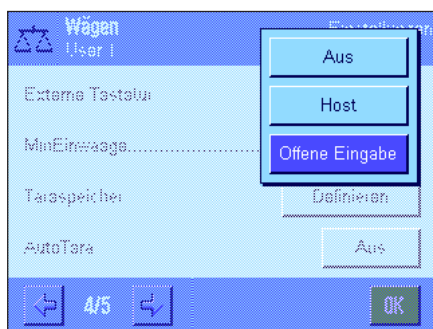 Wägen
Einstellungen
User 1
Aus
Externe Tastatur
Host
MinEinwaage
Offene Eingabe
Taraspeicher
Definieren
AutoTara
Aus
4/5
OK